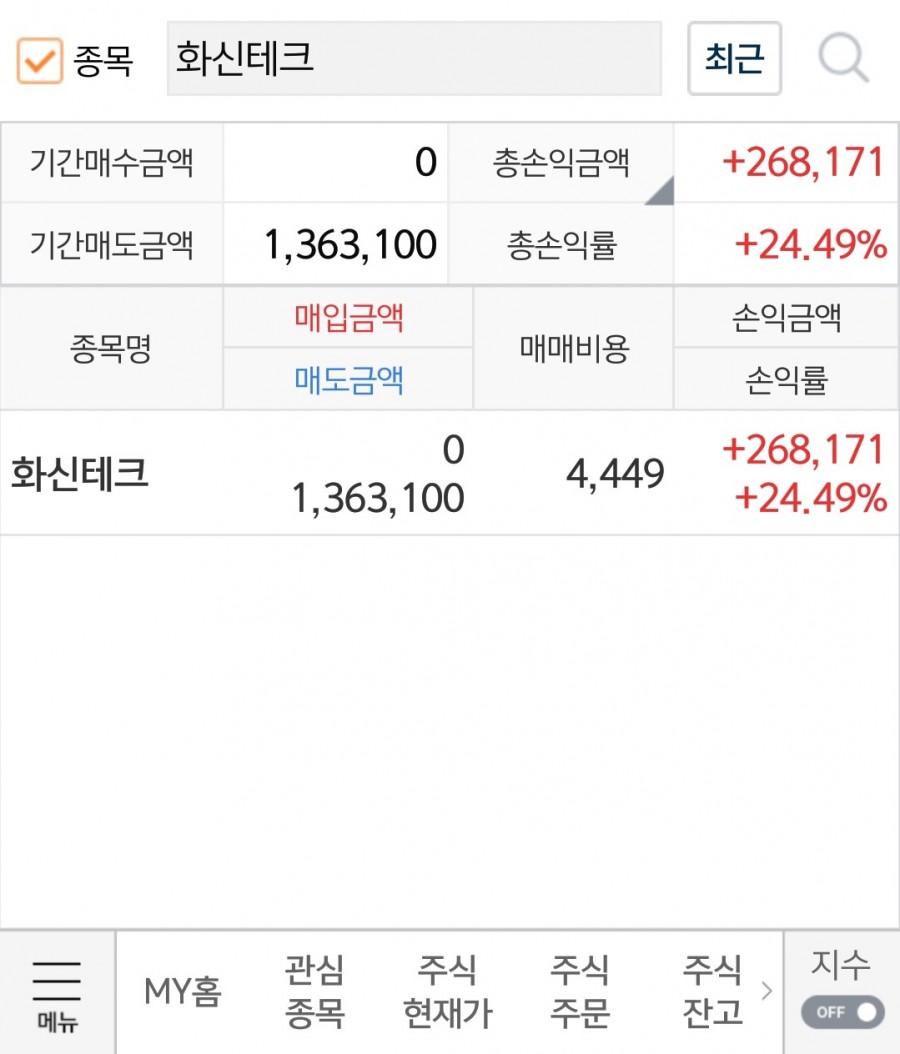 종목 화신테크 최근
기간매수금액 0 총손익금액 +268,171
기간매도금액 1,363,100 총손익률 +24.49%
종목명 매입금액 매매비용 손익금액
매도금액 손익률
화신테크 0 4,449 +268,171
1,363,100 +24.49%
메뉴 MY홈 관심 주식 주식 주식 지수
종목 현재가 주문 잔고 OFF